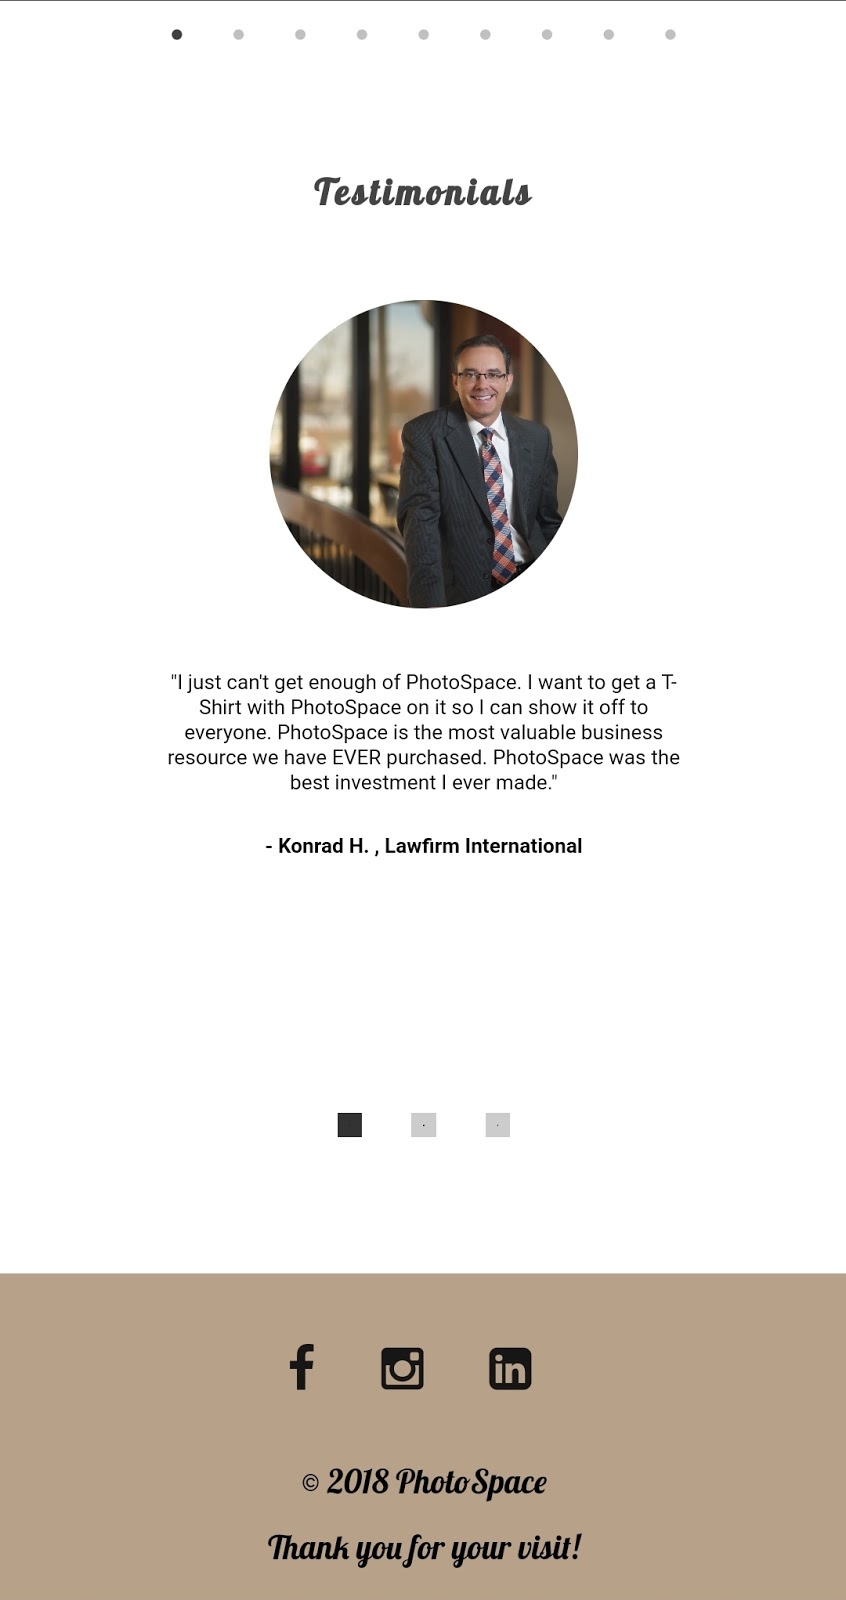 Testimonials
"I just can't get enough of PhotoSpace. I want to get a T-
Shirt with PhotoSpace on it so I can show it off to
everyone. PhotoSpace is the most valuable business
resource we have EVER purchased. PhotoSpace was the
best investment I ever made."
- Konrad H. , Lawfirm International
© 2018 PhotoSpace
Thank you for your visit!